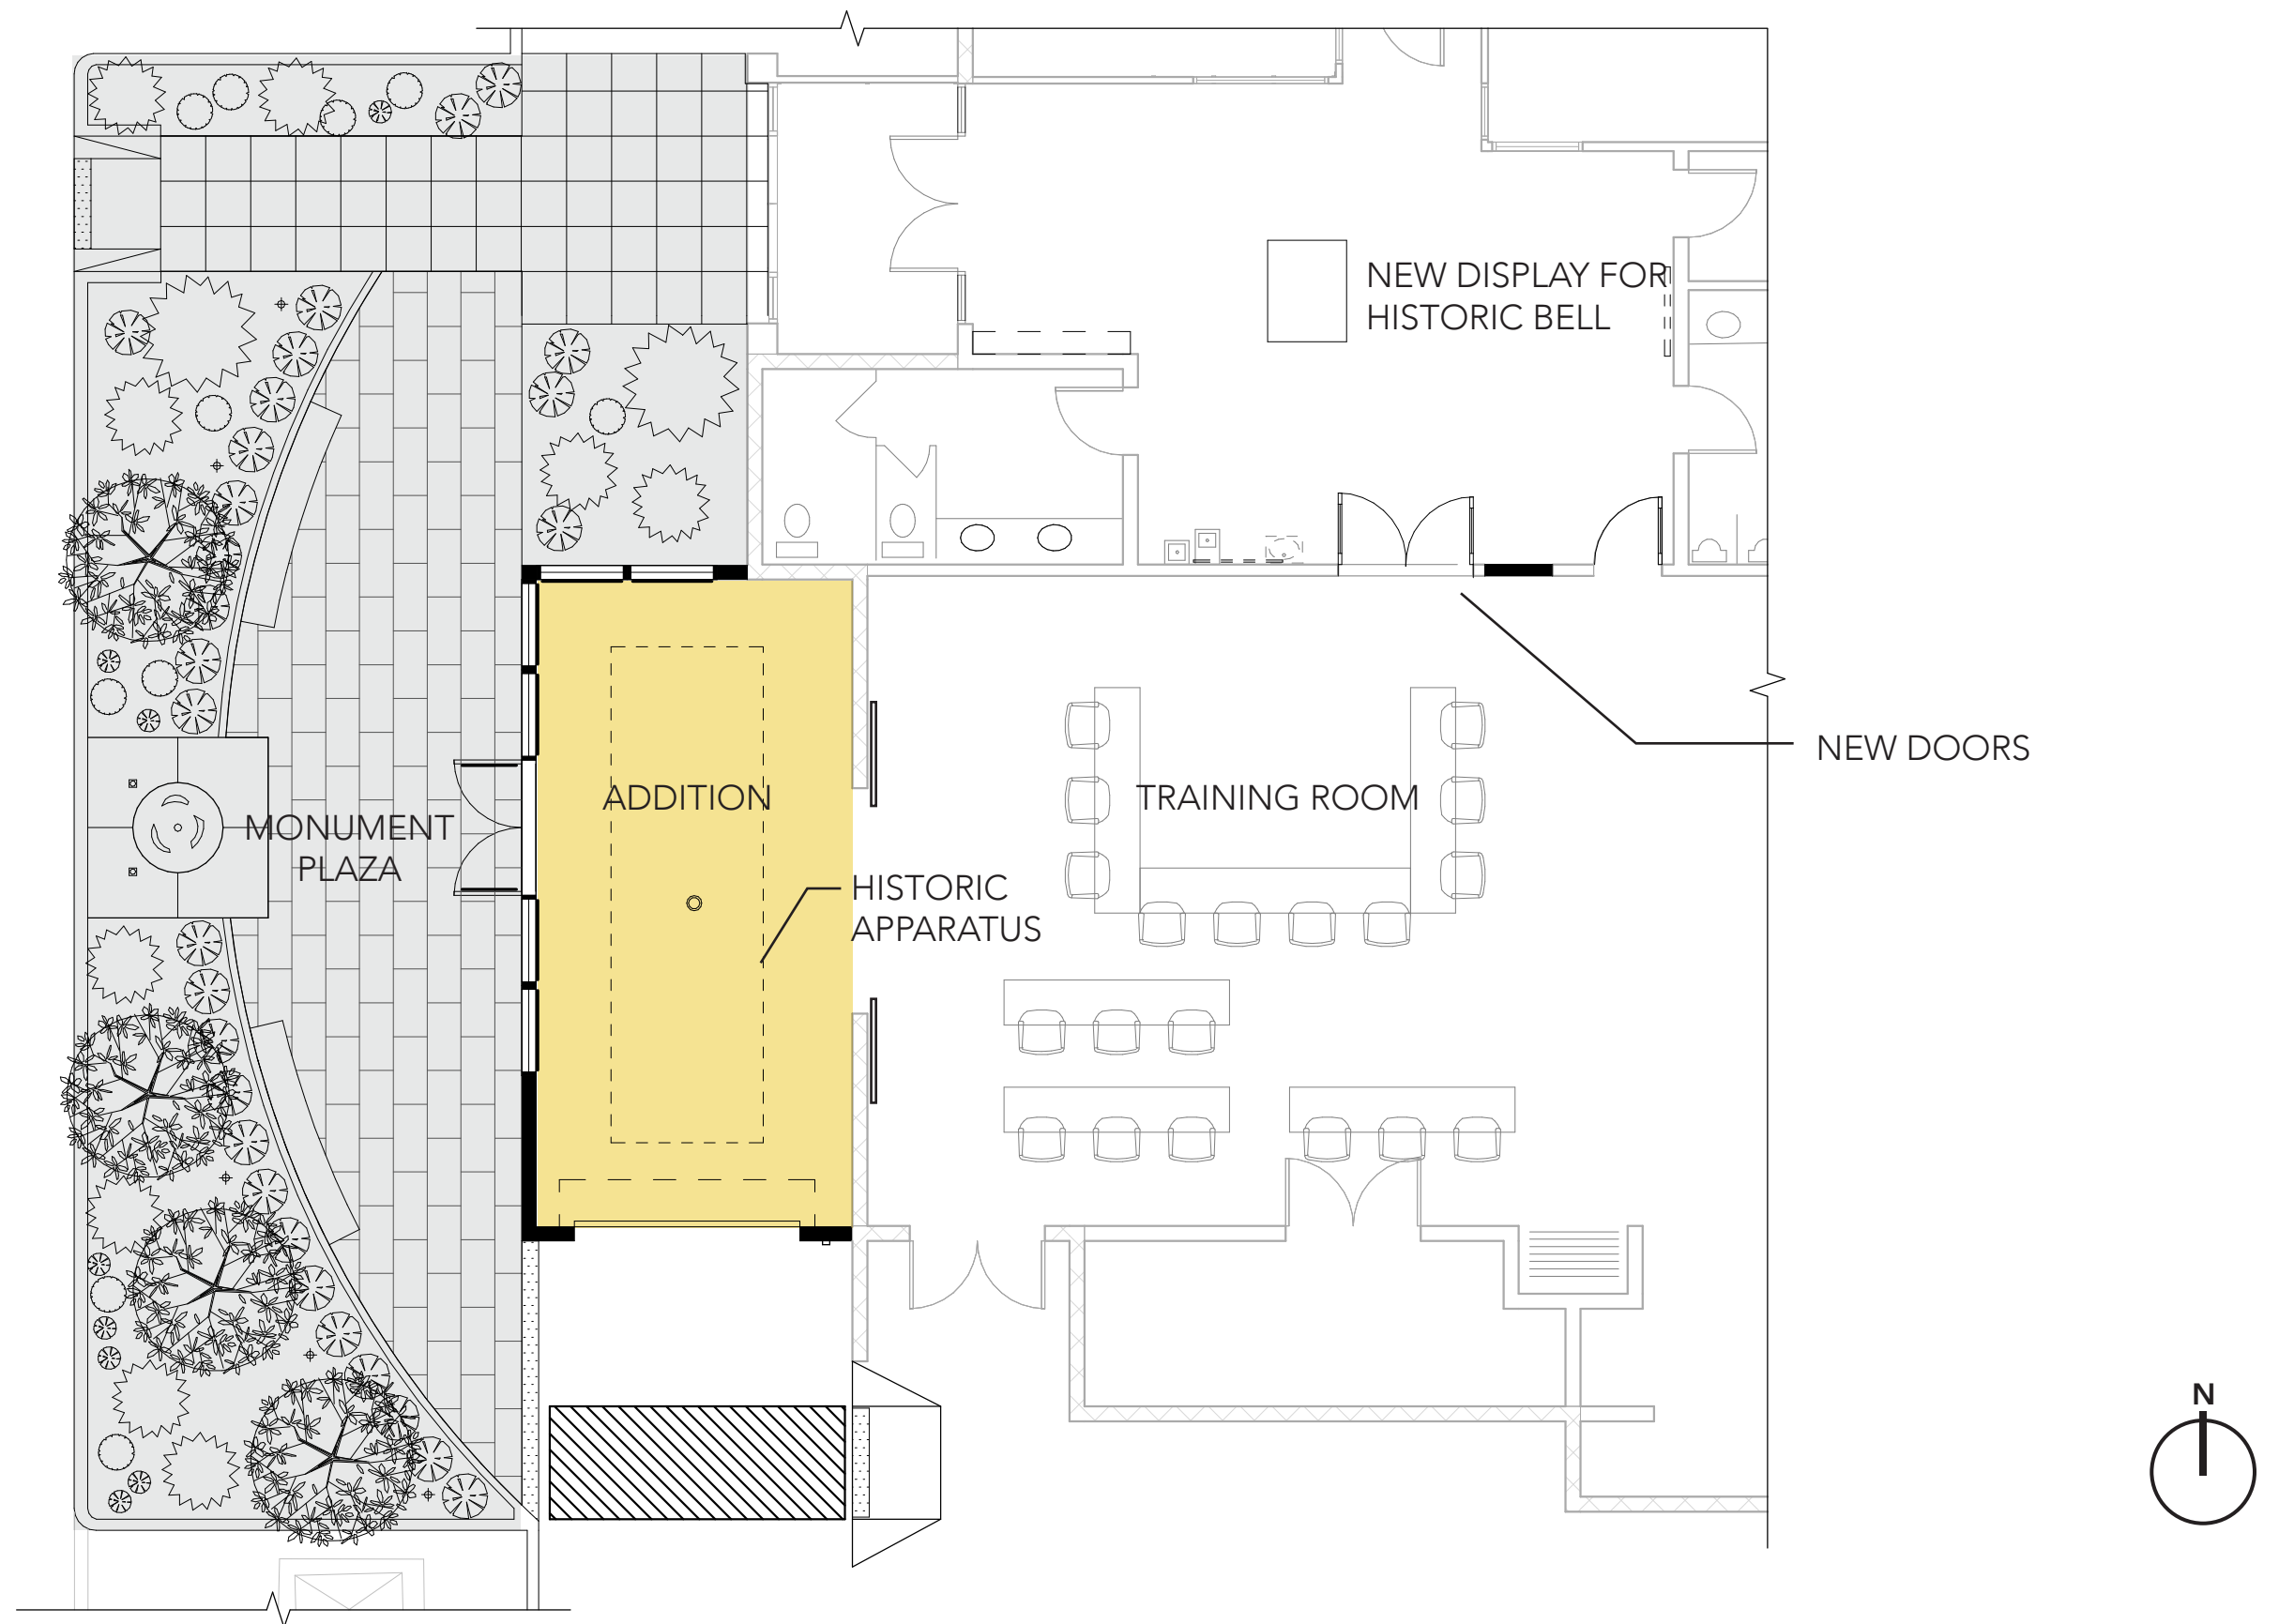 NEW DISPLAY FOR
HISTORIC BELL
NEW DOORS
ADDITION
TRAINING ROOM
MONUMENT
PLAZA
HISTORIC
APPARATUS
N